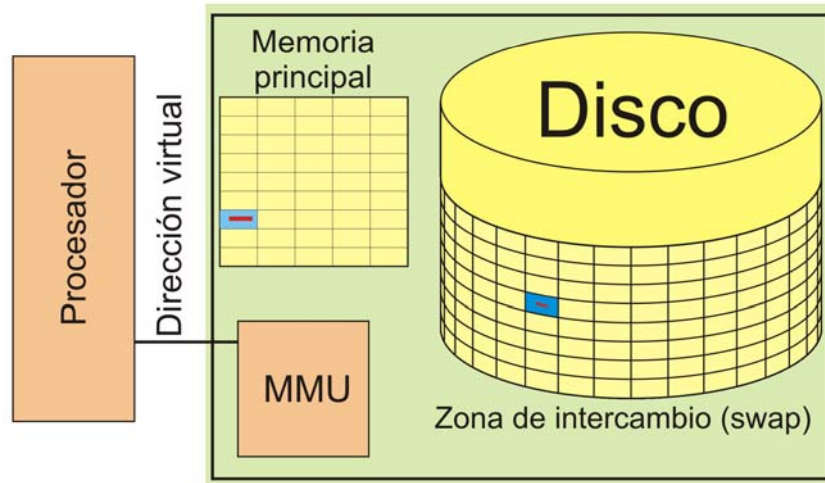 Procesador
Dirección virtual
Memoria
principal
MMU
Disco
Zona de intercambio (swap)